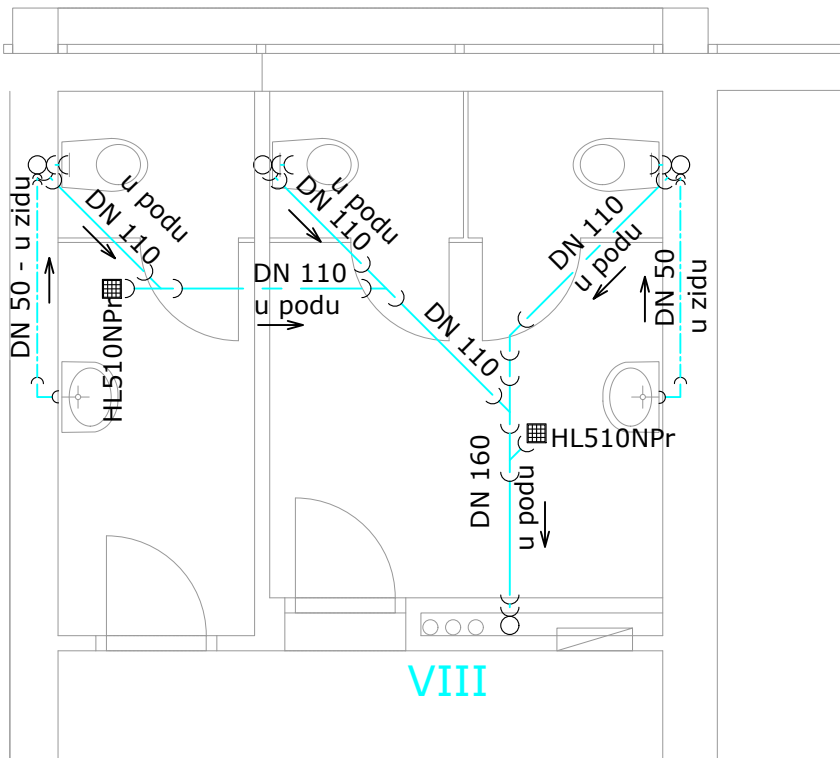 DN 50 - u zidu
DN 110
u podu
HL510NPr
DN 110
u podu
DN 110
u podu
DN 110
DN 110
u podu
DN 50
u zidu
HL510NPr
DN 160
u podu
VIII